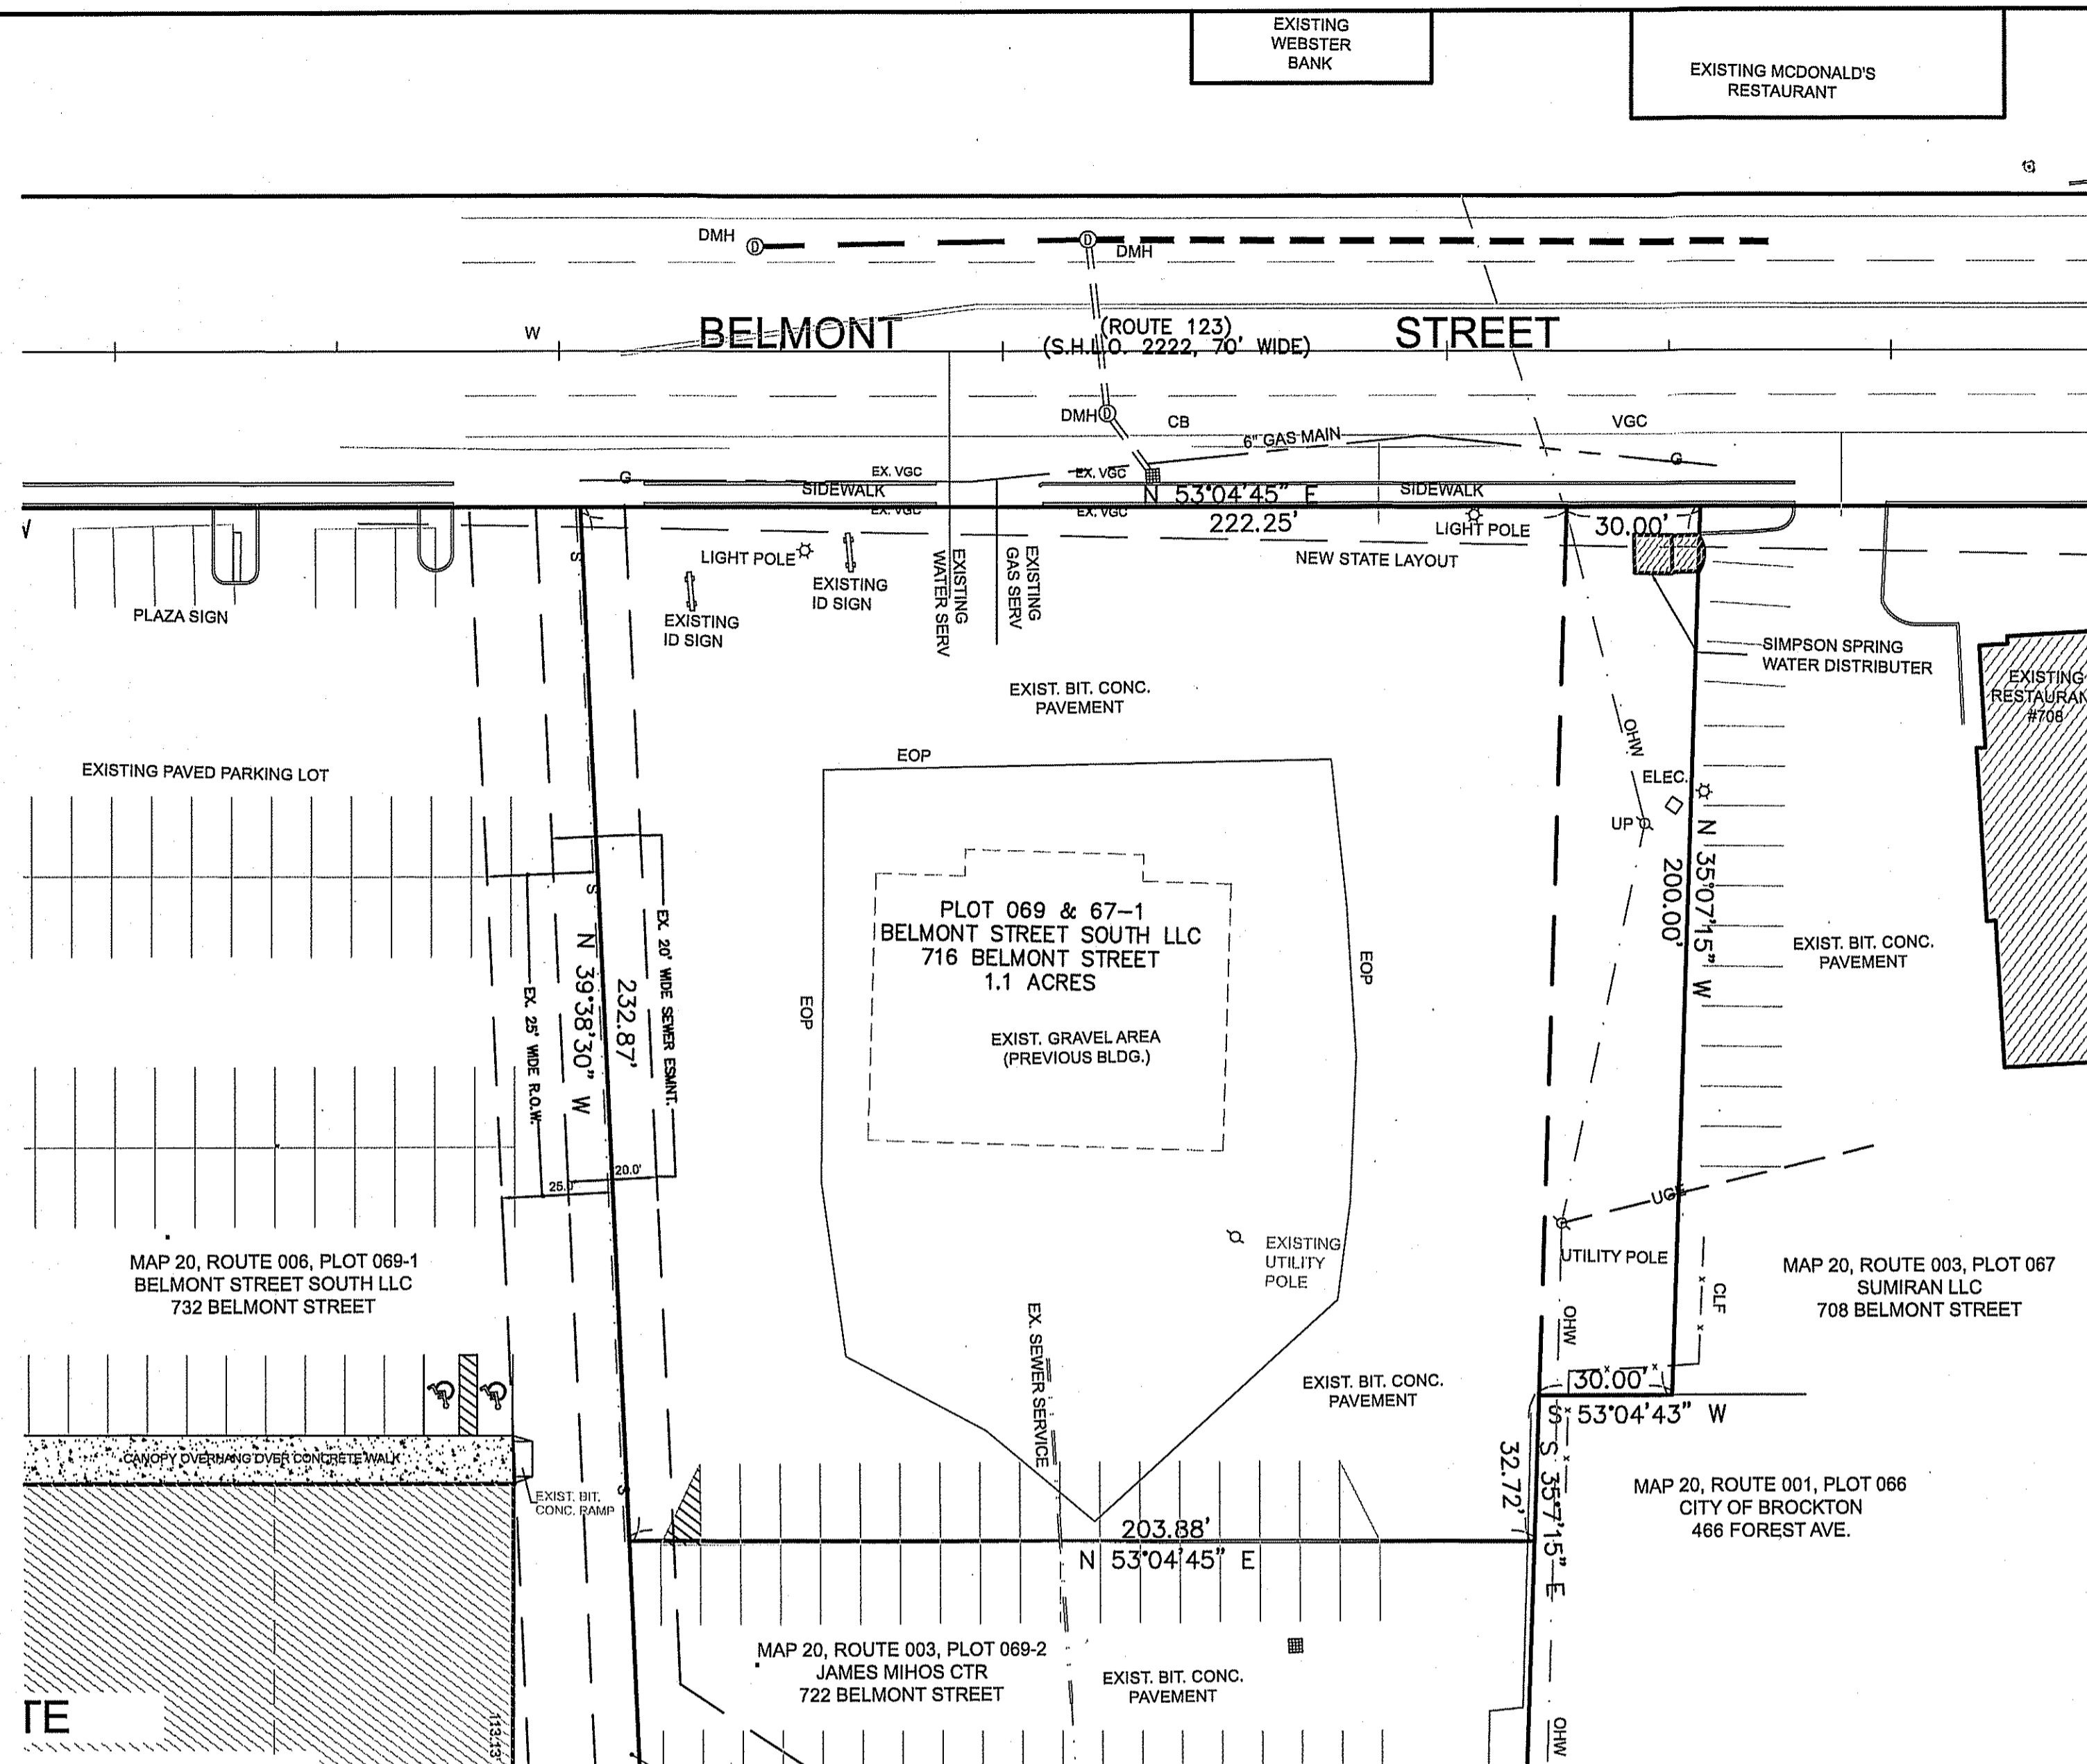 EXISTING
WEBSTER
BANK
EXISTING MCDONALD'S
RESTAURANT
DMH
D
D
DMH
W
BELMONT
(ROUTE 123)
(S.H.L.O. 2222, 70' WIDE)
STREET
DMH
D
CB
VGC
6" GAS MAIN
G
G
EX. VGC
EX. VGC
SIDEWALK
N 53°04'45" E
SIDEWALK
EX. VGC
EX. VGC
222.25'
LIGHT POLE
30.00'
LIGHT POLE
NEW STATE LAYOUT
S
EXISTING
ID SIGN
EXISTING
WATER SERV
EXISTING
GAS SERV
PLAZA SIGN
EXISTING
ID SIGN
SIMPSON SPRING
WATER DISTRIBUTER
EXISTING
RESTAURAN
#708
EXIST. BIT. CONC.
PAVEMENT
OHW
EOP
EXISTING PAVED PARKING LOT
ELEC.
UP
N 35°07'15" W
200.00'
S
PLOT 069 & 67-1
BELMONT STREET SOUTH LLC
716 BELMONT STREET
1.1 ACRES
EXIST. GRAVEL AREA
(PREVIOUS BLDG.)
EOP
EOP
EXIST. BIT. CONC.
PAVEMENT
EX. 25' WIDE R.O.W.
N 39°38'30" W
232.87'
EX. 20' WIDE SEWER ESMNT.
20.0'
25.0'
UGE
UTILITY POLE
EXISTING
UTILITY
POLE
MAP 20, ROUTE 006, PLOT 069-1
BELMONT STREET SOUTH LLC
732 BELMONT STREET
MAP 20, ROUTE 003, PLOT 067
SUMIRAN LLC
708 BELMONT STREET
OHW
CLF
EX. SEWER SERVICE
EXIST. BIT. CONC.
PAVEMENT
30.00'
S 53°04'43" W
32.72'
S 35°7'15" E
CANOPY OVERHANG OVER CONCRETE WALK
EXIST. BIT.
CONC. RAMP
S
MAP 20, ROUTE 001, PLOT 066
CITY OF BROCKTON
466 FOREST AVE.
203.88'
N 53°04'45" E
MAP 20, ROUTE 003, PLOT 069-2
JAMES MIHOS CTR
722 BELMONT STREET
EXIST. BIT. CONC.
PAVEMENT
TE
113.13'
OHW